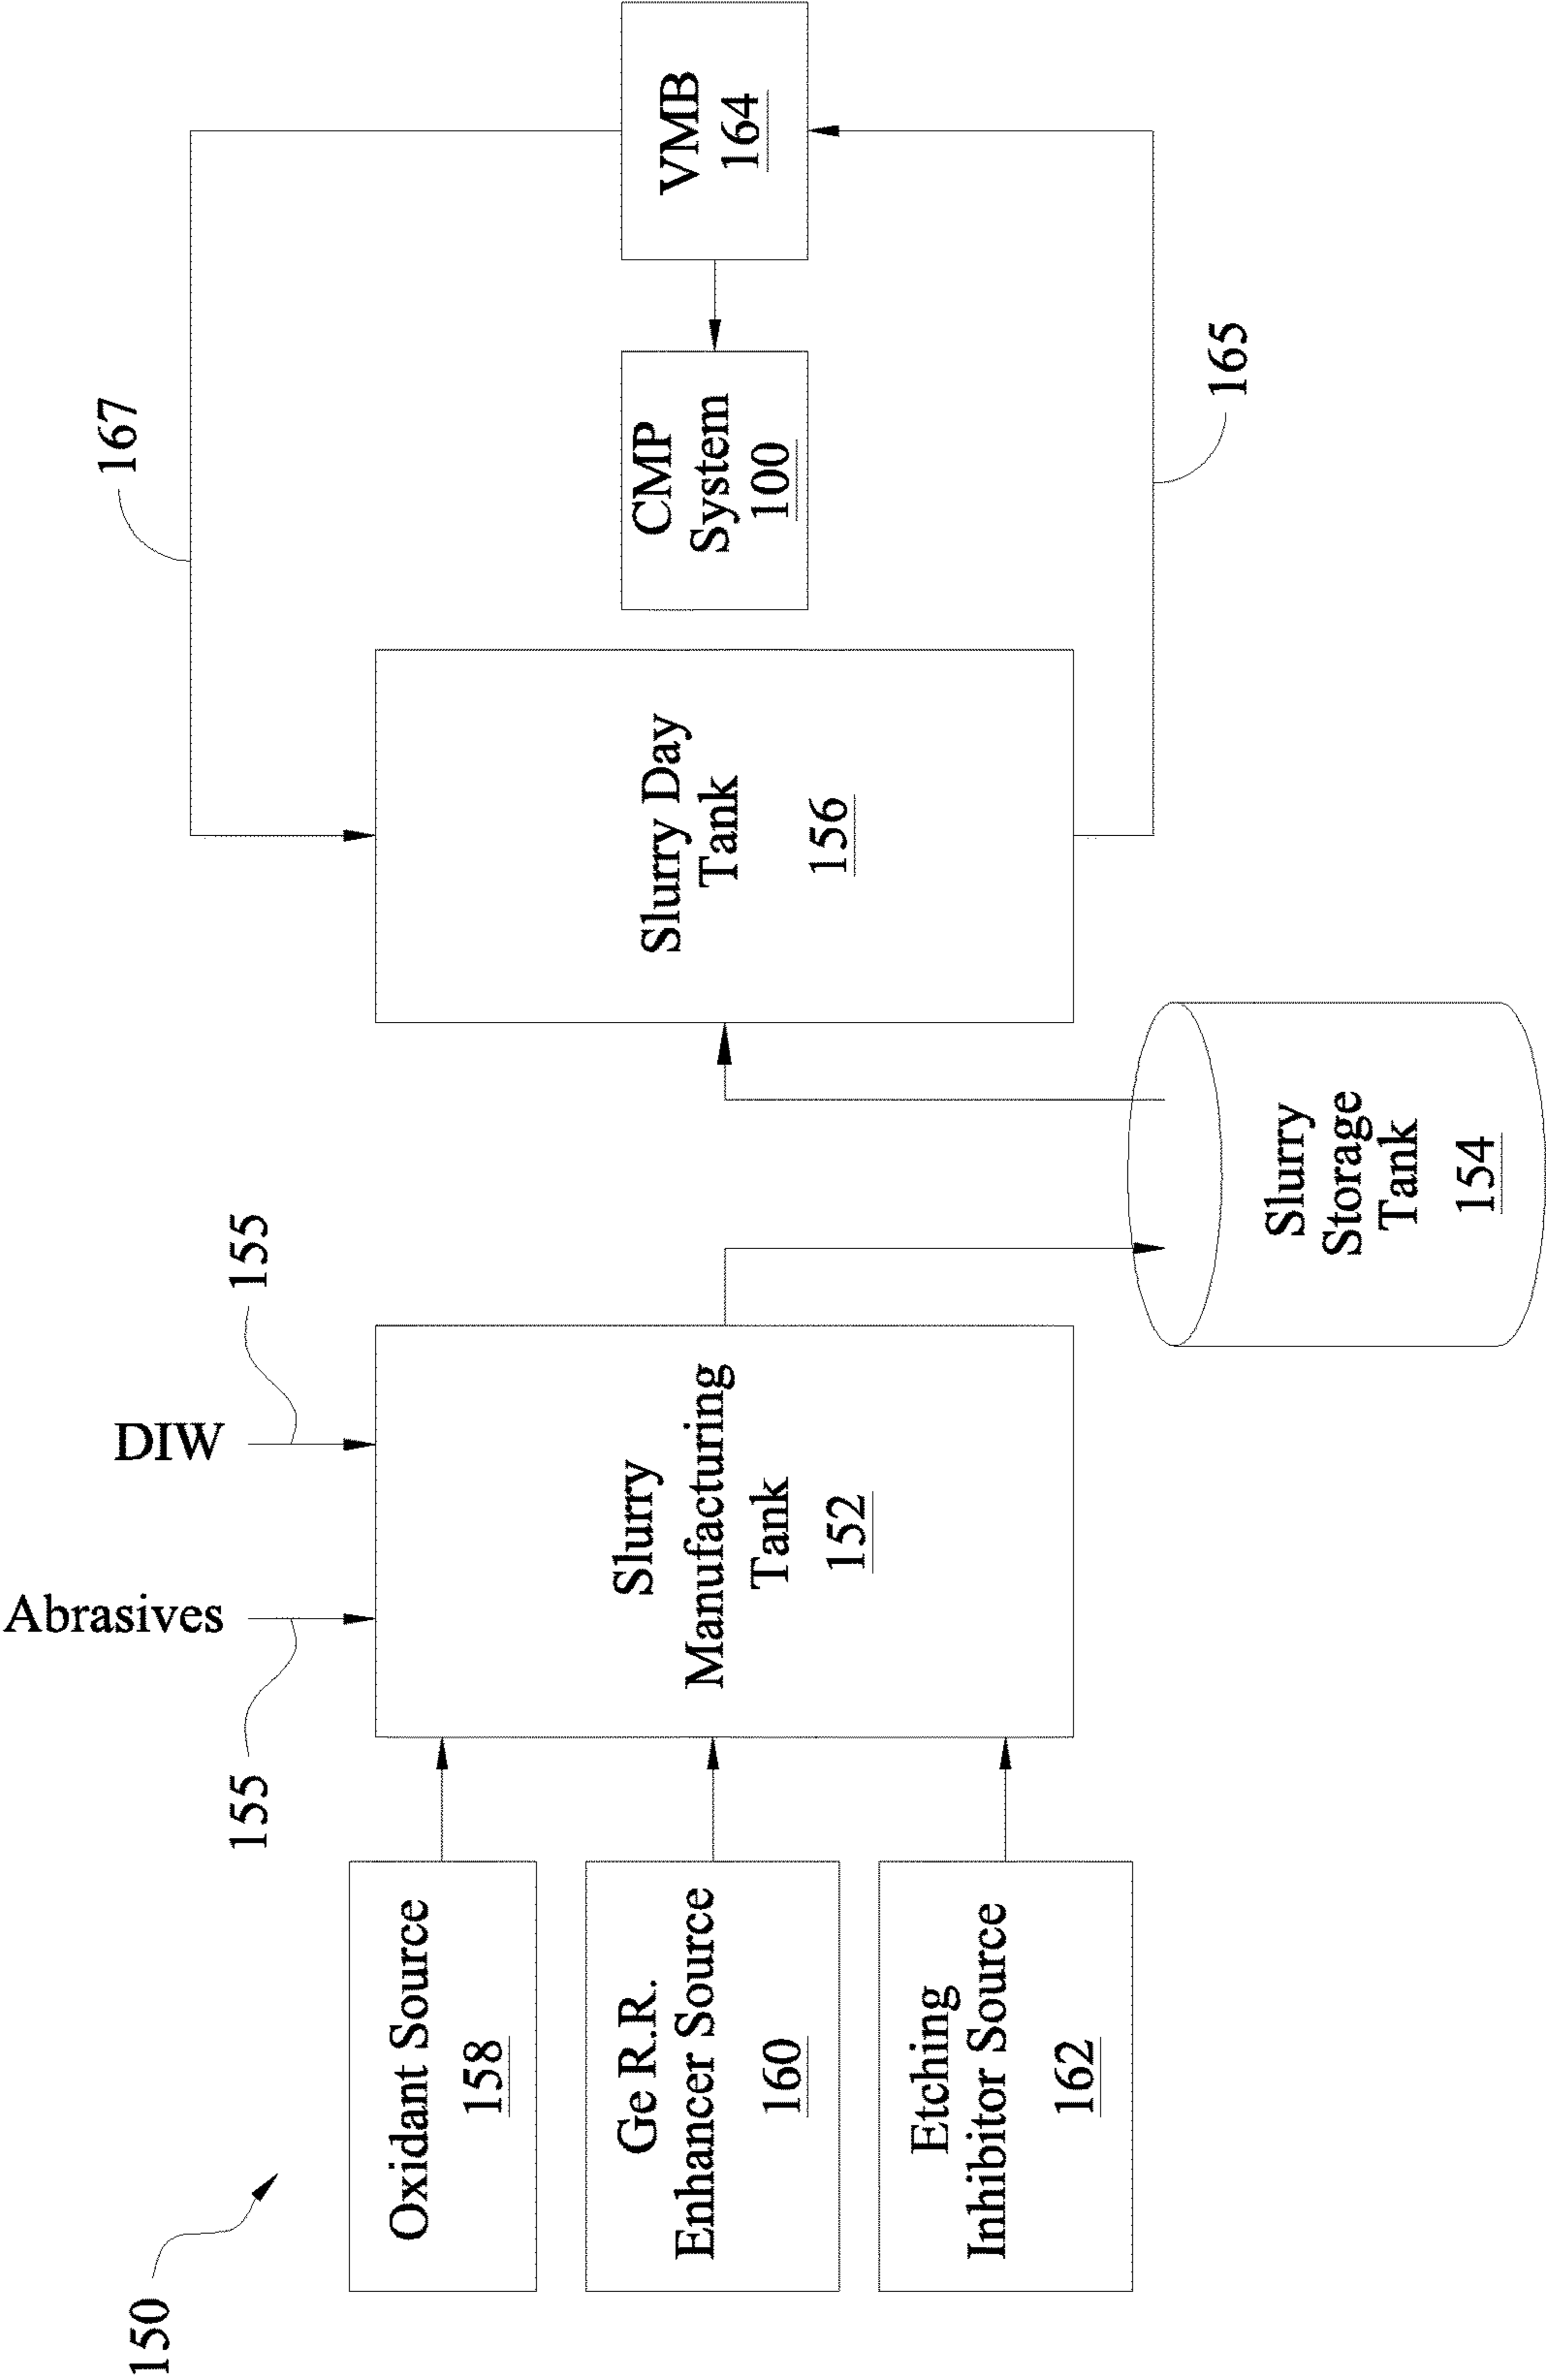 150
Abrasives
DIW
155
155
Oxidant Source
158
Ge R.R.
Enhancer Source
160
Etching
Inhibitor Source
162
Slurry
Manufacturing
Tank
152
Slurry
Storage
Tank
154
Slurry Day
Tank
156
167
CMP
System
100
VMB
164
165